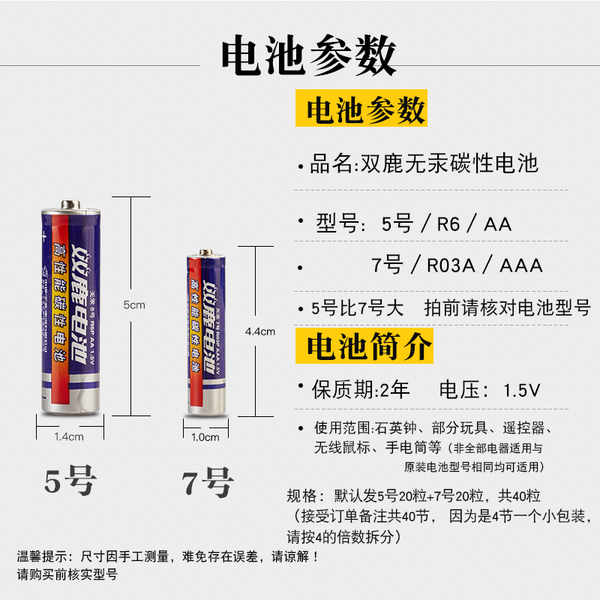 电池参数
电池参数
• 品名:双鹿无汞碳性电池
• 型号: 5号/R6/AA
• 7号/R03A/AAA
• 5号比7号大 拍前请核对电池型号
电池简介
• 保质期:2年 电压: 1.5V
• 使用范围:石英钟、部分玩具、遥控器、
无线鼠标、手电筒等(非全部电器适用与
原装电池型号相同均可适用)
规格: 默认发5号20粒+7号20粒, 共40粒
(接受订单备注共40节, 因为是4节一个小包装,
请按4的倍数拆分)
双鹿电池
高性能碳性电池
无汞 5号 R6P AA 1.5V
5cm
1.4cm
5号
双鹿电池
高性能碳性电池
4.4cm
1.0cm
7号
温馨提示: 尺寸因手工测量, 难免存在误差, 请谅解!
请购买前核实型号